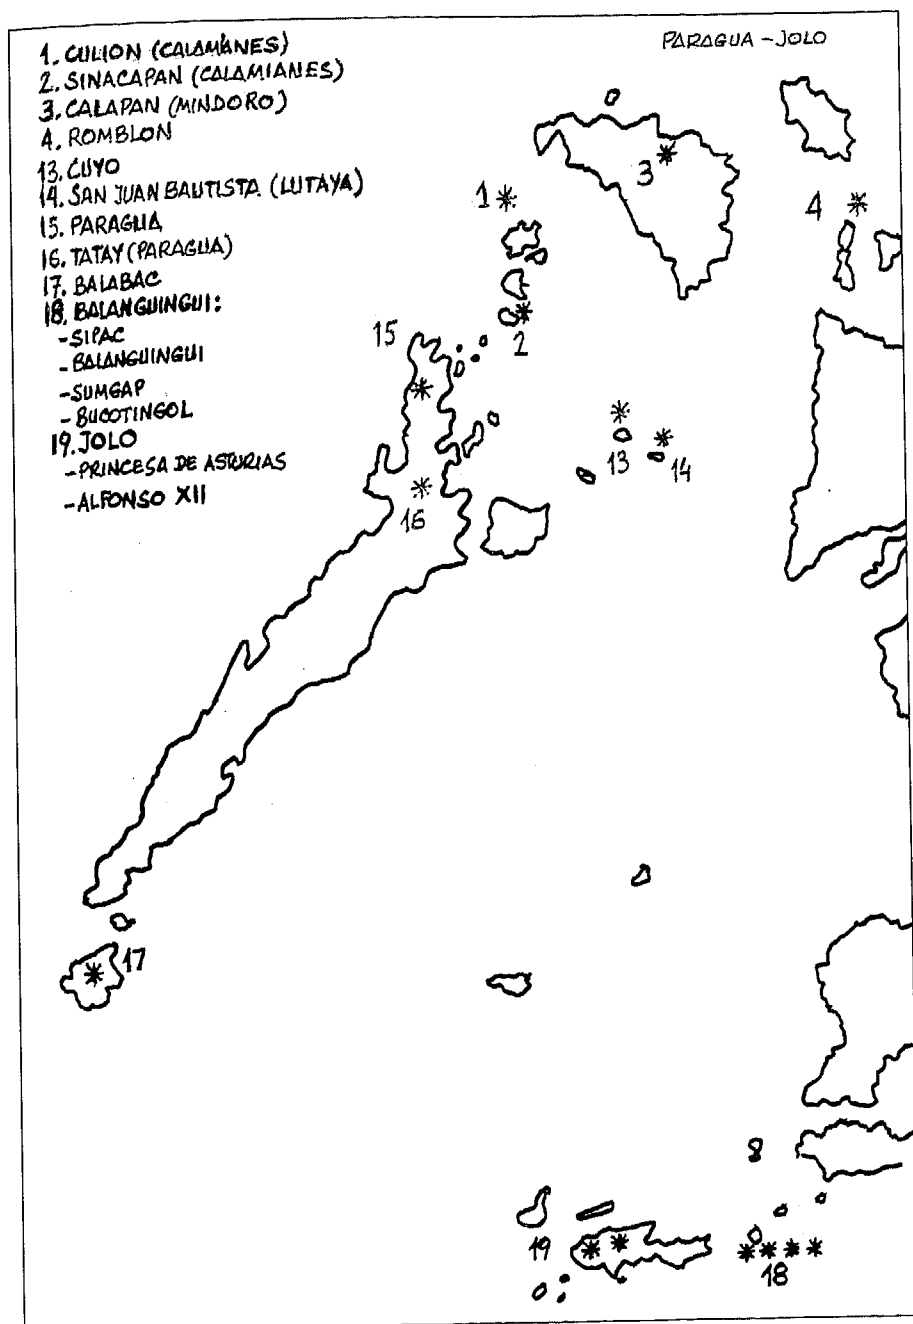 PARAGUA - JOLO
1. CULION (CALAMIANES)
2. SINACAPAN (CALAMIANES)
3. CALAPAN (MINDORO)
4. ROMBLON
13. CUYO
14. SAN JUAN BAUTISTA (LUTAYA)
15. PARAGUA
16. TATAY (PARAGUA)
17. BALABAC
18. BALANGUINGUI:
-SIPAC
-BALANGUINGUI
-SUMGAP
-BUCOTINGOL
19. JOLO
-PRINCESA DE ASTURIAS
-ALFONSO XII
3
1
4
15
2
13
14
16
17
19
18